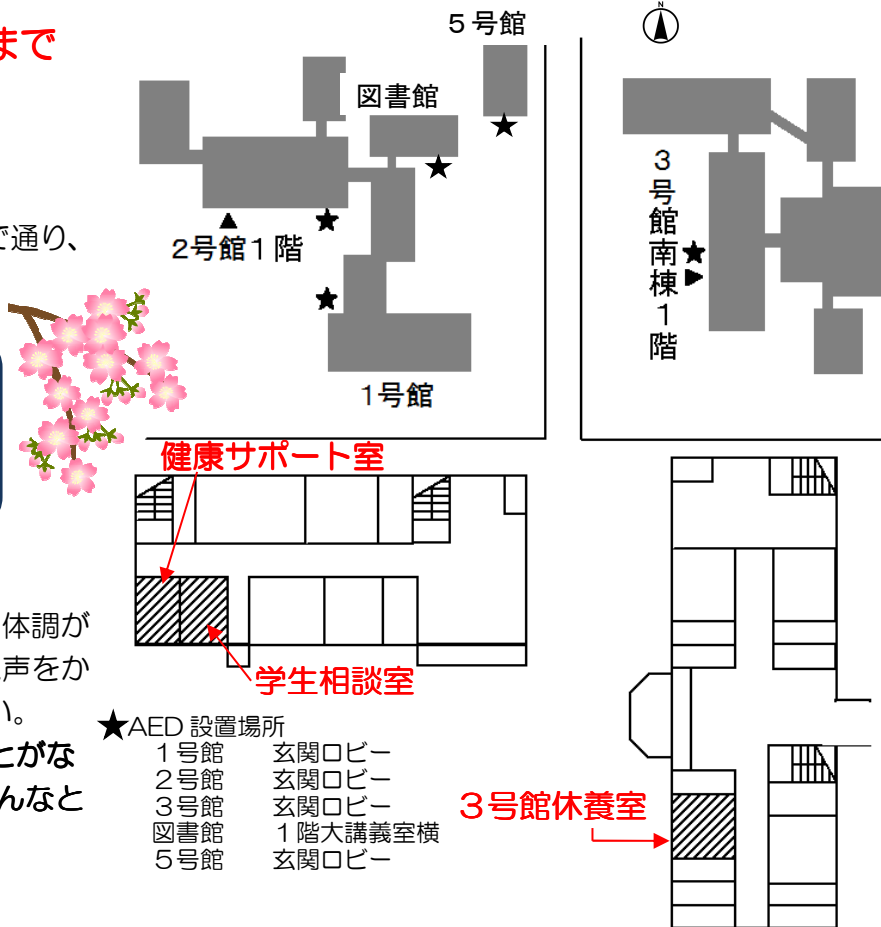 まで
で通り、
体調が
声をか
い。
とがな
んなと
5号館
図書館
2号館1階
1号館
3号館南棟1階
健康サポート室
学生相談室
★AED 設置場所
1号館 玄関ロビー
2号館 玄関ロビー
3号館 玄関ロビー
図書館 1階大講義室横
5号館 玄関ロビー
3号館休養室